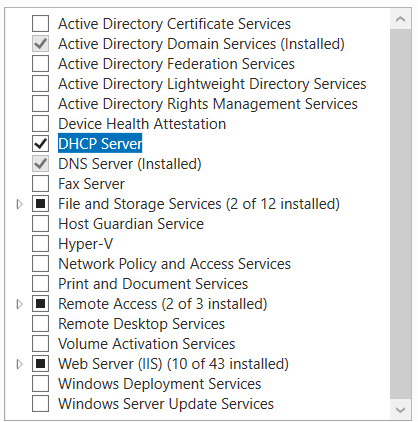 Active Directory Certificate Services
Active Directory Domain Services (Installed)
Active Directory Federation Services
Active Directory Lightweight Directory Services
Active Directory Rights Management Services
Device Health Attestation
DHCP Server
DNS Server (Installed)
Fax Server
File and Storage Services (2 of 12 installed)
Host Guardian Service
Hyper-V
Network Policy and Access Services
Print and Document Services
Remote Access (2 of 3 installed)
Remote Desktop Services
Volume Activation Services
Web Server (IIS) (10 of 43 installed)
Windows Deployment Services
Windows Server Update Services